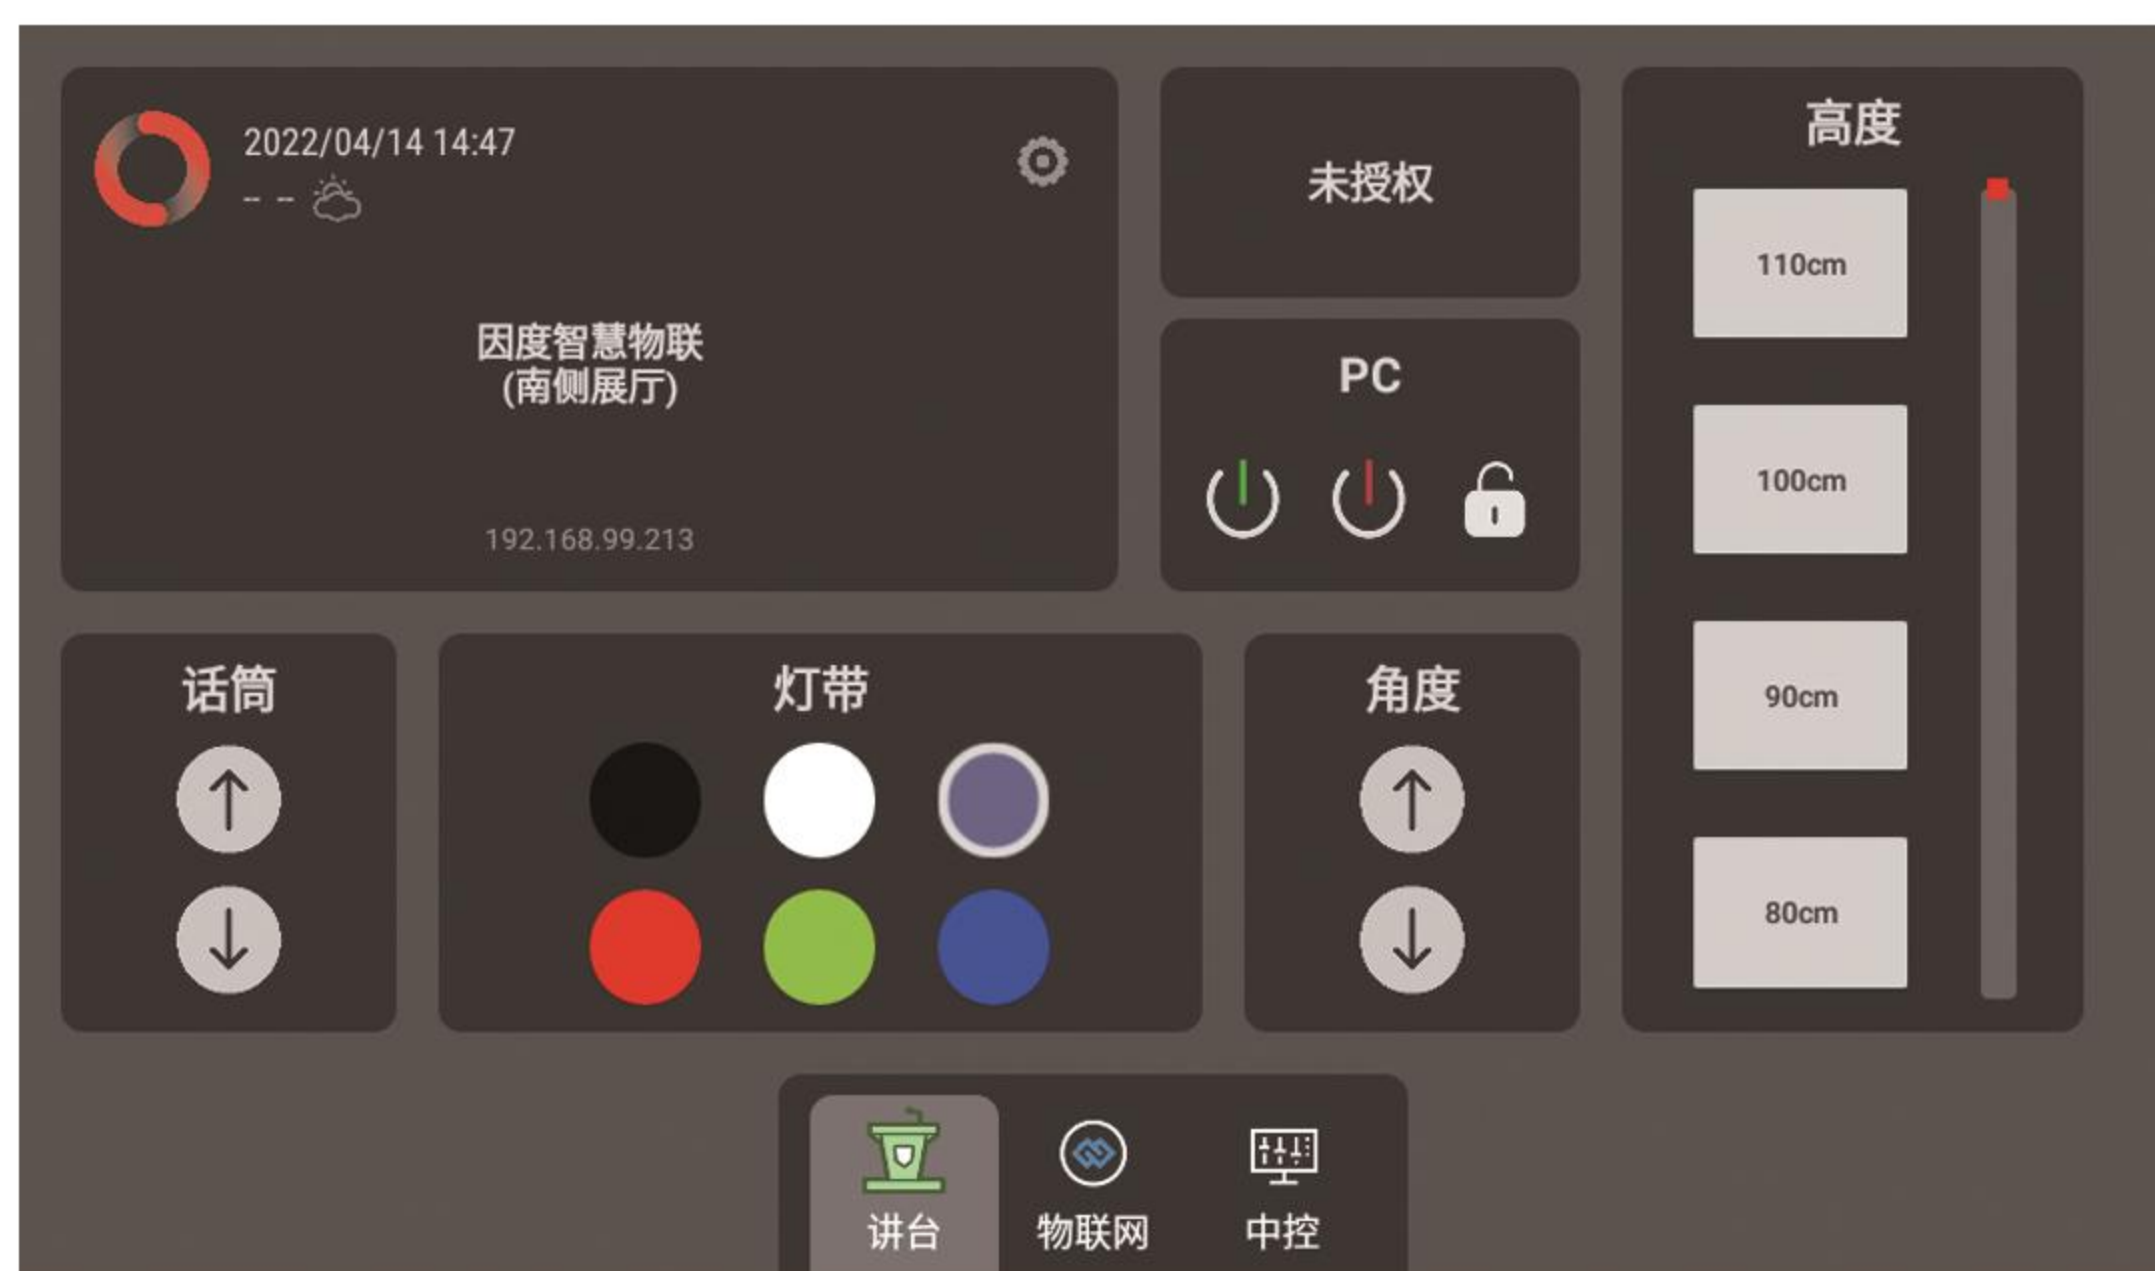 2022/04/14 14:47
-- --
因度智慧物联
(南侧展厅)
192.168.99.213
未授权
PC
高度
110cm
100cm
90cm
80cm
话筒
灯带
角度
讲台
物联网
中控